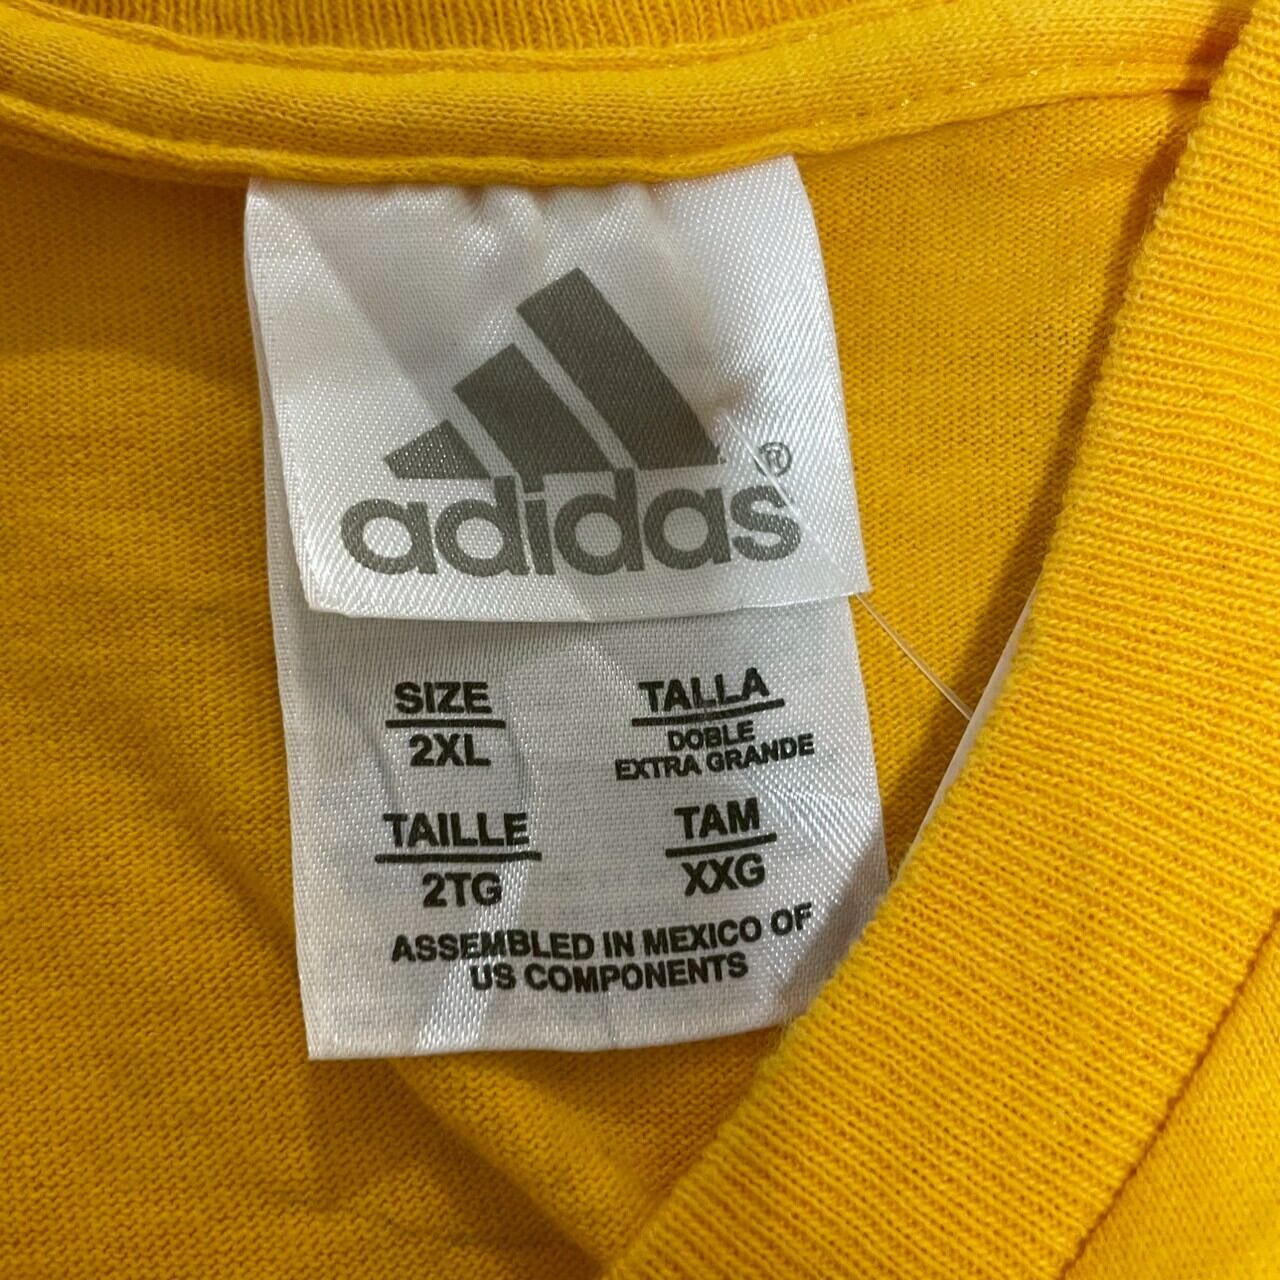 adidas®
SIZE
2XL
TALLA
DOBLE
EXTRA GRANDE
TAILLE
2TG
TAM
XXG
ASSEMBLED IN MEXICO OF
US COMPONENTS